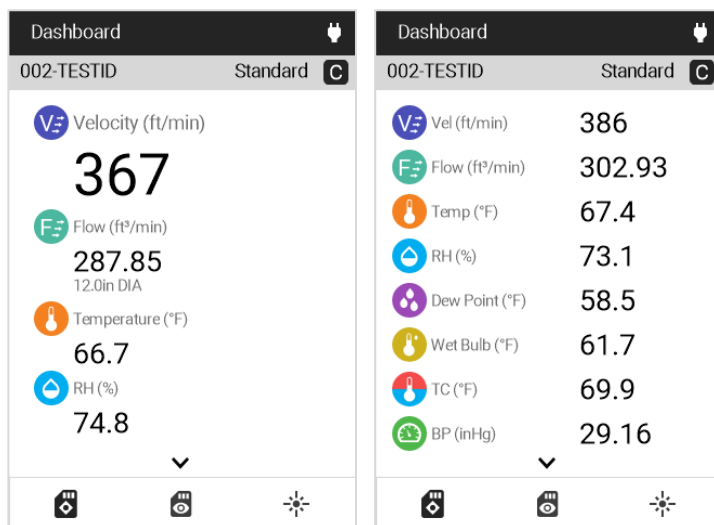 Dashboard
002-TESTID Standard C
V Velocity (ft/min)
367
F Flow (ft³/min)
287.85
12.0in DIA
Temperature (°F)
66.7
RH (%)
74.8
Dashboard
002-TESTID Standard C
V Vel (ft/min) 386
F Flow (ft³/min) 302.93
Temp (°F) 67.4
RH (%) 73.1
Dew Point (°F) 58.5
Wet Bulb (°F) 61.7
TC (°F) 69.9
BP (inHg) 29.16